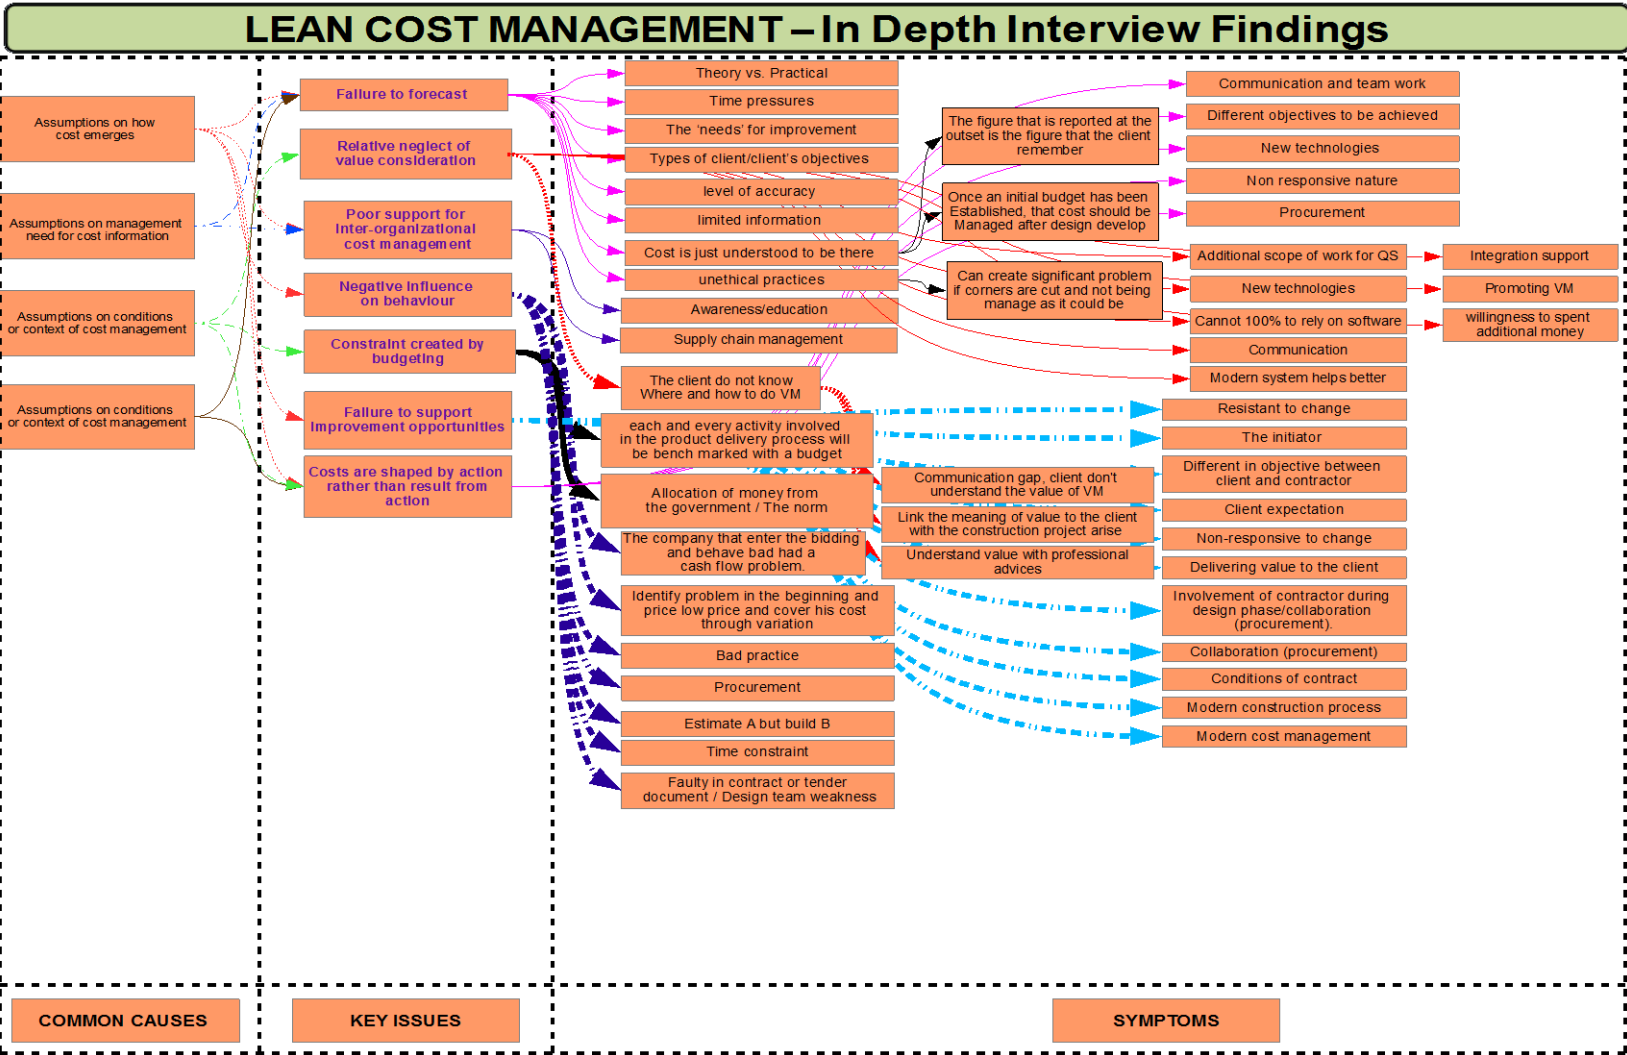 LEAN COST MANAGEMENT – In Depth Interview Findings
Assumptions on how
cost emerges
Assumptions on management
need for cost information
Assumptions on conditions
or context of cost management
Assumptions on conditions
or context of cost management
Failure to forecast
Relative neglect of
value consideration
Poor support for
Inter-organizational
cost management
Negative Influence
on behaviour
Constraint created by
budgeting
Failure to support
Improvement opportunities
Costs are shaped by action
rather than result from
action
Theory vs. Practical
Time pressures
The ‘needs’ for improvement
Types of client/client’s objectives
level of accuracy
limited information
Cost is just understood to be there
unethical practices
Awareness/education
Supply chain management
The client do not know
Where and how to do VM
each and every activity involved
in the product delivery process will
be bench marked with a budget
Allocation of money from
the government / The norm
The company that enter the bidding
and behave bad had a
cash flow problem.
Identify problem in the beginning and
price low price and cover his cost
through variation
Bad practice
Procurement
Estimate A but build B
Time constraint
Faulty in contract or tender
document / Design team weakness
The figure that is reported at the
outset is the figure that the client
remember
Once an initial budget has been
Established, that cost should be
Managed after design develop
Can create significant problem
if corners are cut and not being
manage as it could be
Communication gap, client don't
understand the value of VM
Link the meaning of value to the client
with the construction project arise
Understand value with professional
advices
Communication and team work
Different objectives to be achieved
New technologies
Non responsive nature
Procurement
Additional scope of work for QS
New technologies
Cannot 100% to rely on software
Communication
Modern system helps better
Integration support
Promoting VM
willingness to spent
additional money
Resistant to change
The initiator
Different in objective between
client and contractor
Client expectation
Non-responsive to change
Delivering value to the client
Involvement of contractor during
design phase/collaboration
(procurement).
Collaboration (procurement)
Conditions of contract
Modern construction process
Modern cost management
COMMON CAUSES
KEY ISSUES
SYMPTOMS